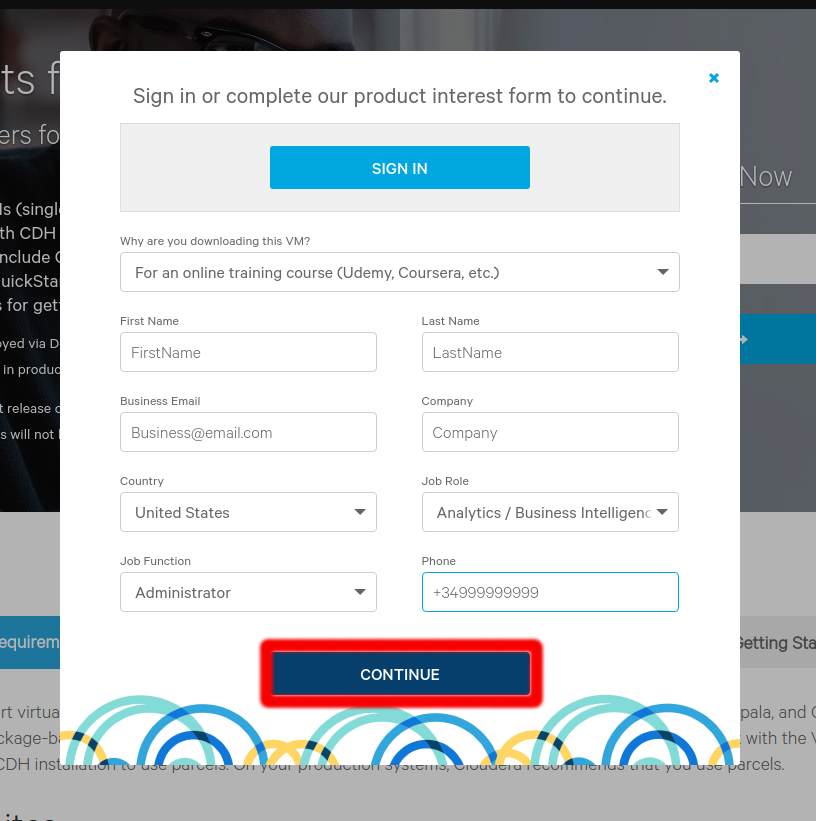 ts f
ers fo
Now
Is (singl
th CDH
nclude
uickSta
s for get
oyed via D
in produc
t release
s will not
Sign in or complete our product interest form to continue.
SIGN IN
Why are you downloading this VM?
For an online training course (Udemy, Coursera, etc.)
First Name
Last Name
FirstName
LastName
Business Email
Company
Business@email.com
Company
Country
Job Role
United States
Analytics / Business Intelligenc
Job Function
Phone
Administrator
+34999999999
CONTINUE
equirem
Getting Sta
rt virtua
pala, and
ckage-b
with the
CDH installation to use parcels. On your production systems, Cloudera recommends that you use parcels.